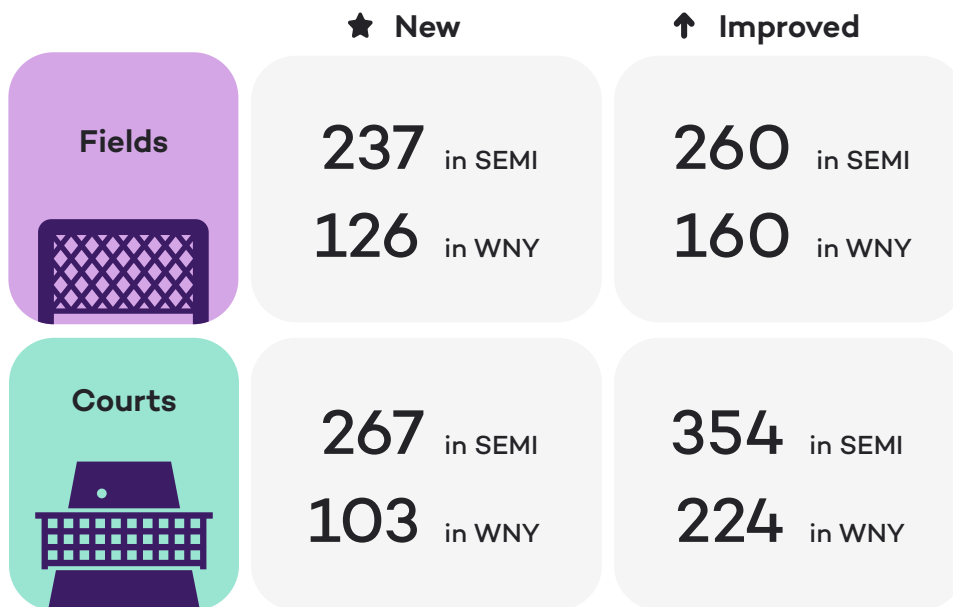 New
Improved
Fields
237 in SEMI
126 in WNY
260 in SEMI
160 in WNY
Courts
267 in SEMI
103 in WNY
354 in SEMI
224 in WNY